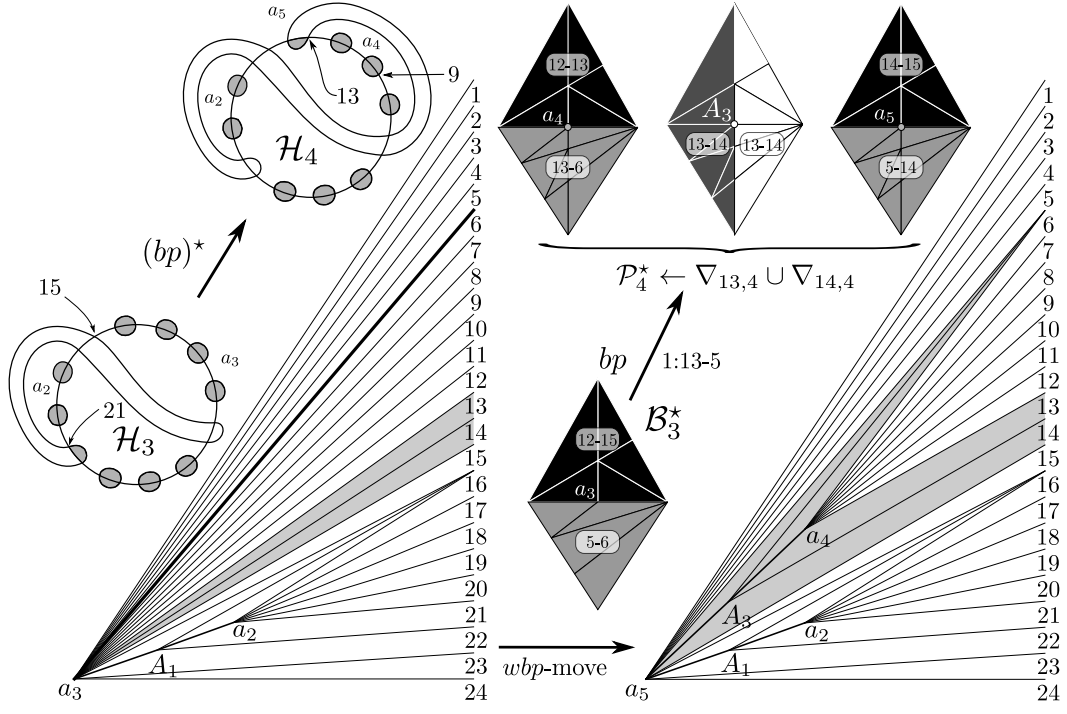 a₅
a₄
9
13
a₂
ℋ₄
(bp)⋆
15
a₃
a₂
21
ℋ₃
1
2
3
4
5
6
7
8
9
10
11
12
13
14
15
16
17
18
19
20
21
22
23
24
a₂
A₁
a₃
12-13
a₄
13-6
A₃
13-14
13-14
14-15
a₅
5-14
𝒫₄⋆ ← ∇₁₃,₄ ∪ ∇₁₄,₄
bp
1:13-5
ℬ₃⋆
12-15
a₃
5-6
wbp-move
1
2
3
4
5
6
7
8
9
10
11
12
13
14
15
16
17
18
19
20
21
22
23
24
a₄
A₃
a₂
A₁
a₅